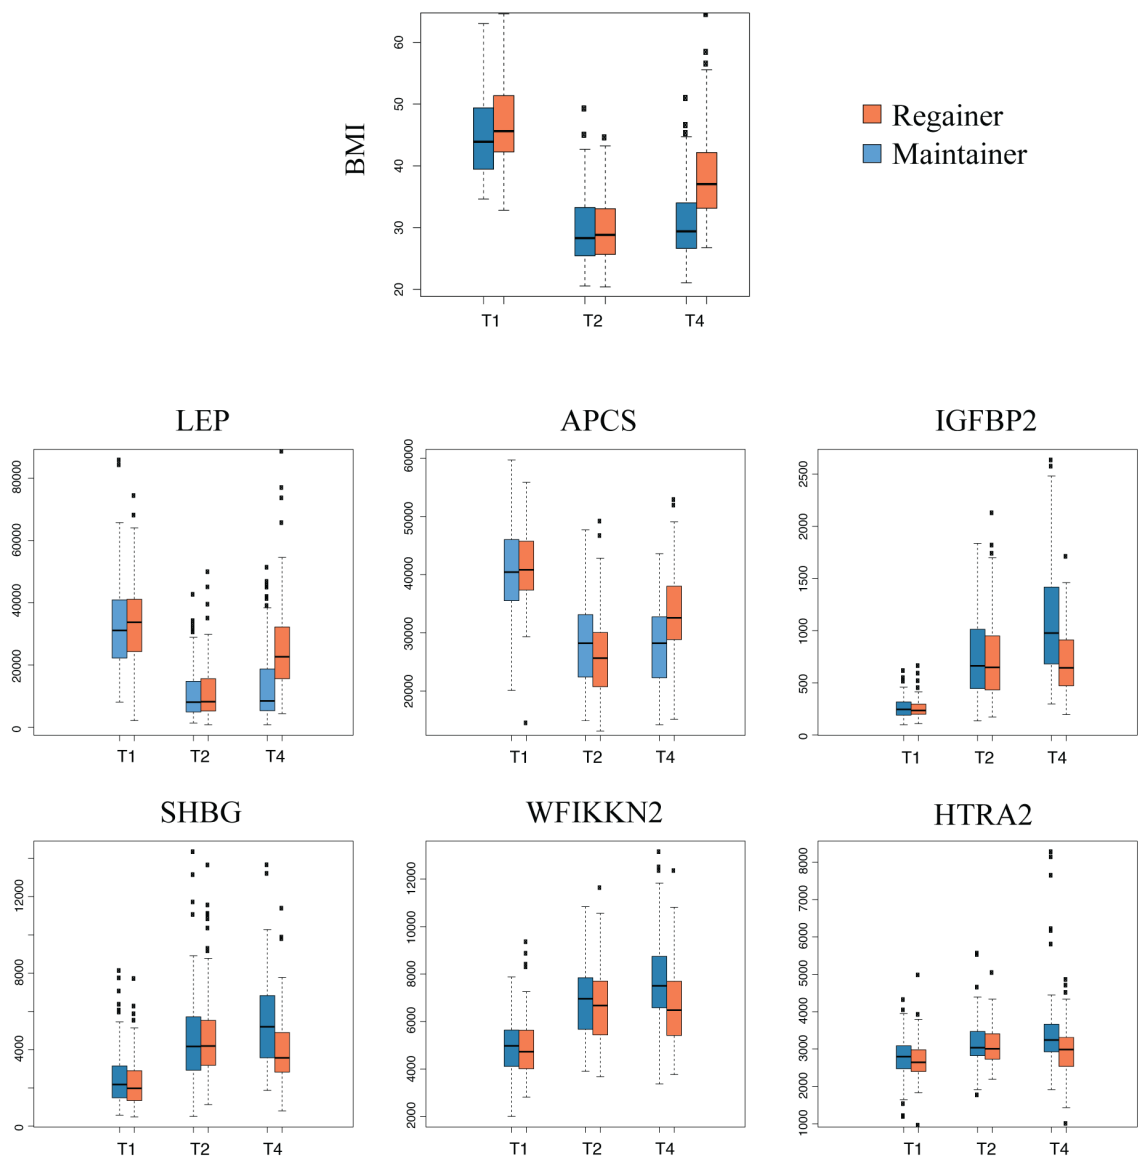 BMI
60
50
40
30
20
T1 T2 T4
Regainer
Maintainer
LEP
80000
60000
40000
20000
0
T1 T2 T4
APCS
60000
50000
40000
30000
20000
T1 T2 T4
IGFBP2
2500
2000
1500
1000
500
0
T1 T2 T4
SHBG
12000
8000
4000
0
T1 T2 T4
WFIKKN2
12000
10000
8000
6000
4000
2000
T1 T2 T4
HTRA2
8000
7000
6000
5000
4000
3000
2000
1000
T1 T2 T4